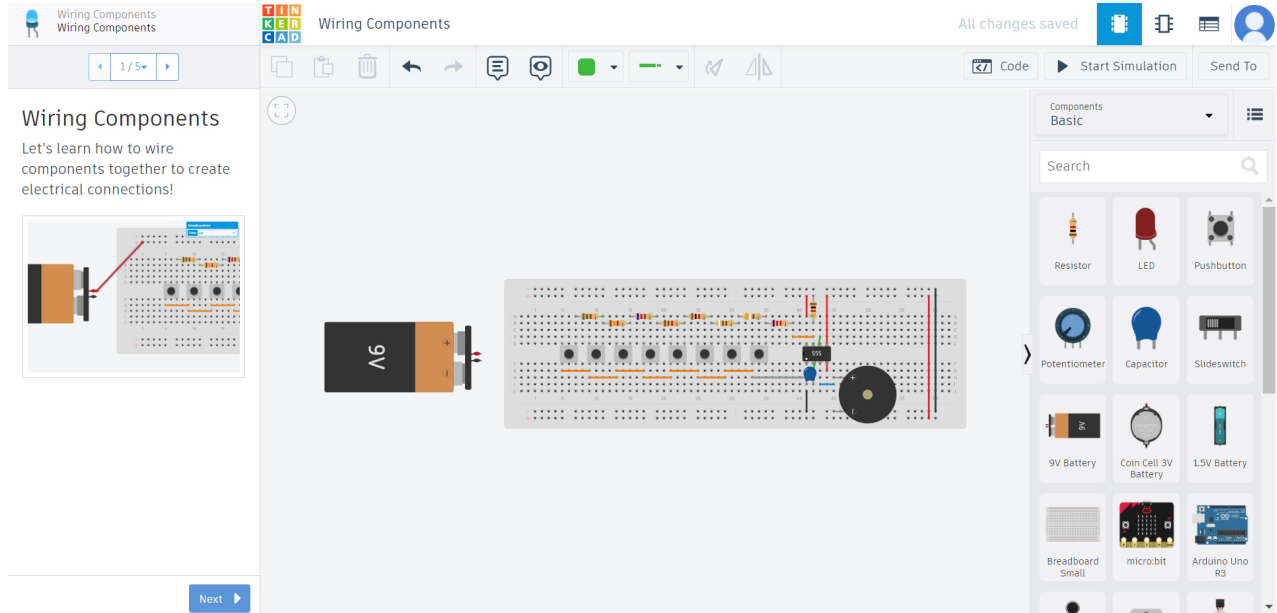 Wiring Components
Wiring Components
TIN
KER
CAD
Wiring Components
All changes saved
1 / 5
Code
Start Simulation
Send To
Wiring Components
Let's learn how to wire
components together to create
electrical connections!
Components
Basic
Search
Resistor
LED
Pushbutton
Potentiometer
Capacitor
Slideswitch
9V
9V Battery
Coin Cell 3V
Battery
1.5V Battery
Breadboard
Small
micro:bit
Arduino Uno
R3
9V
+
555
Next